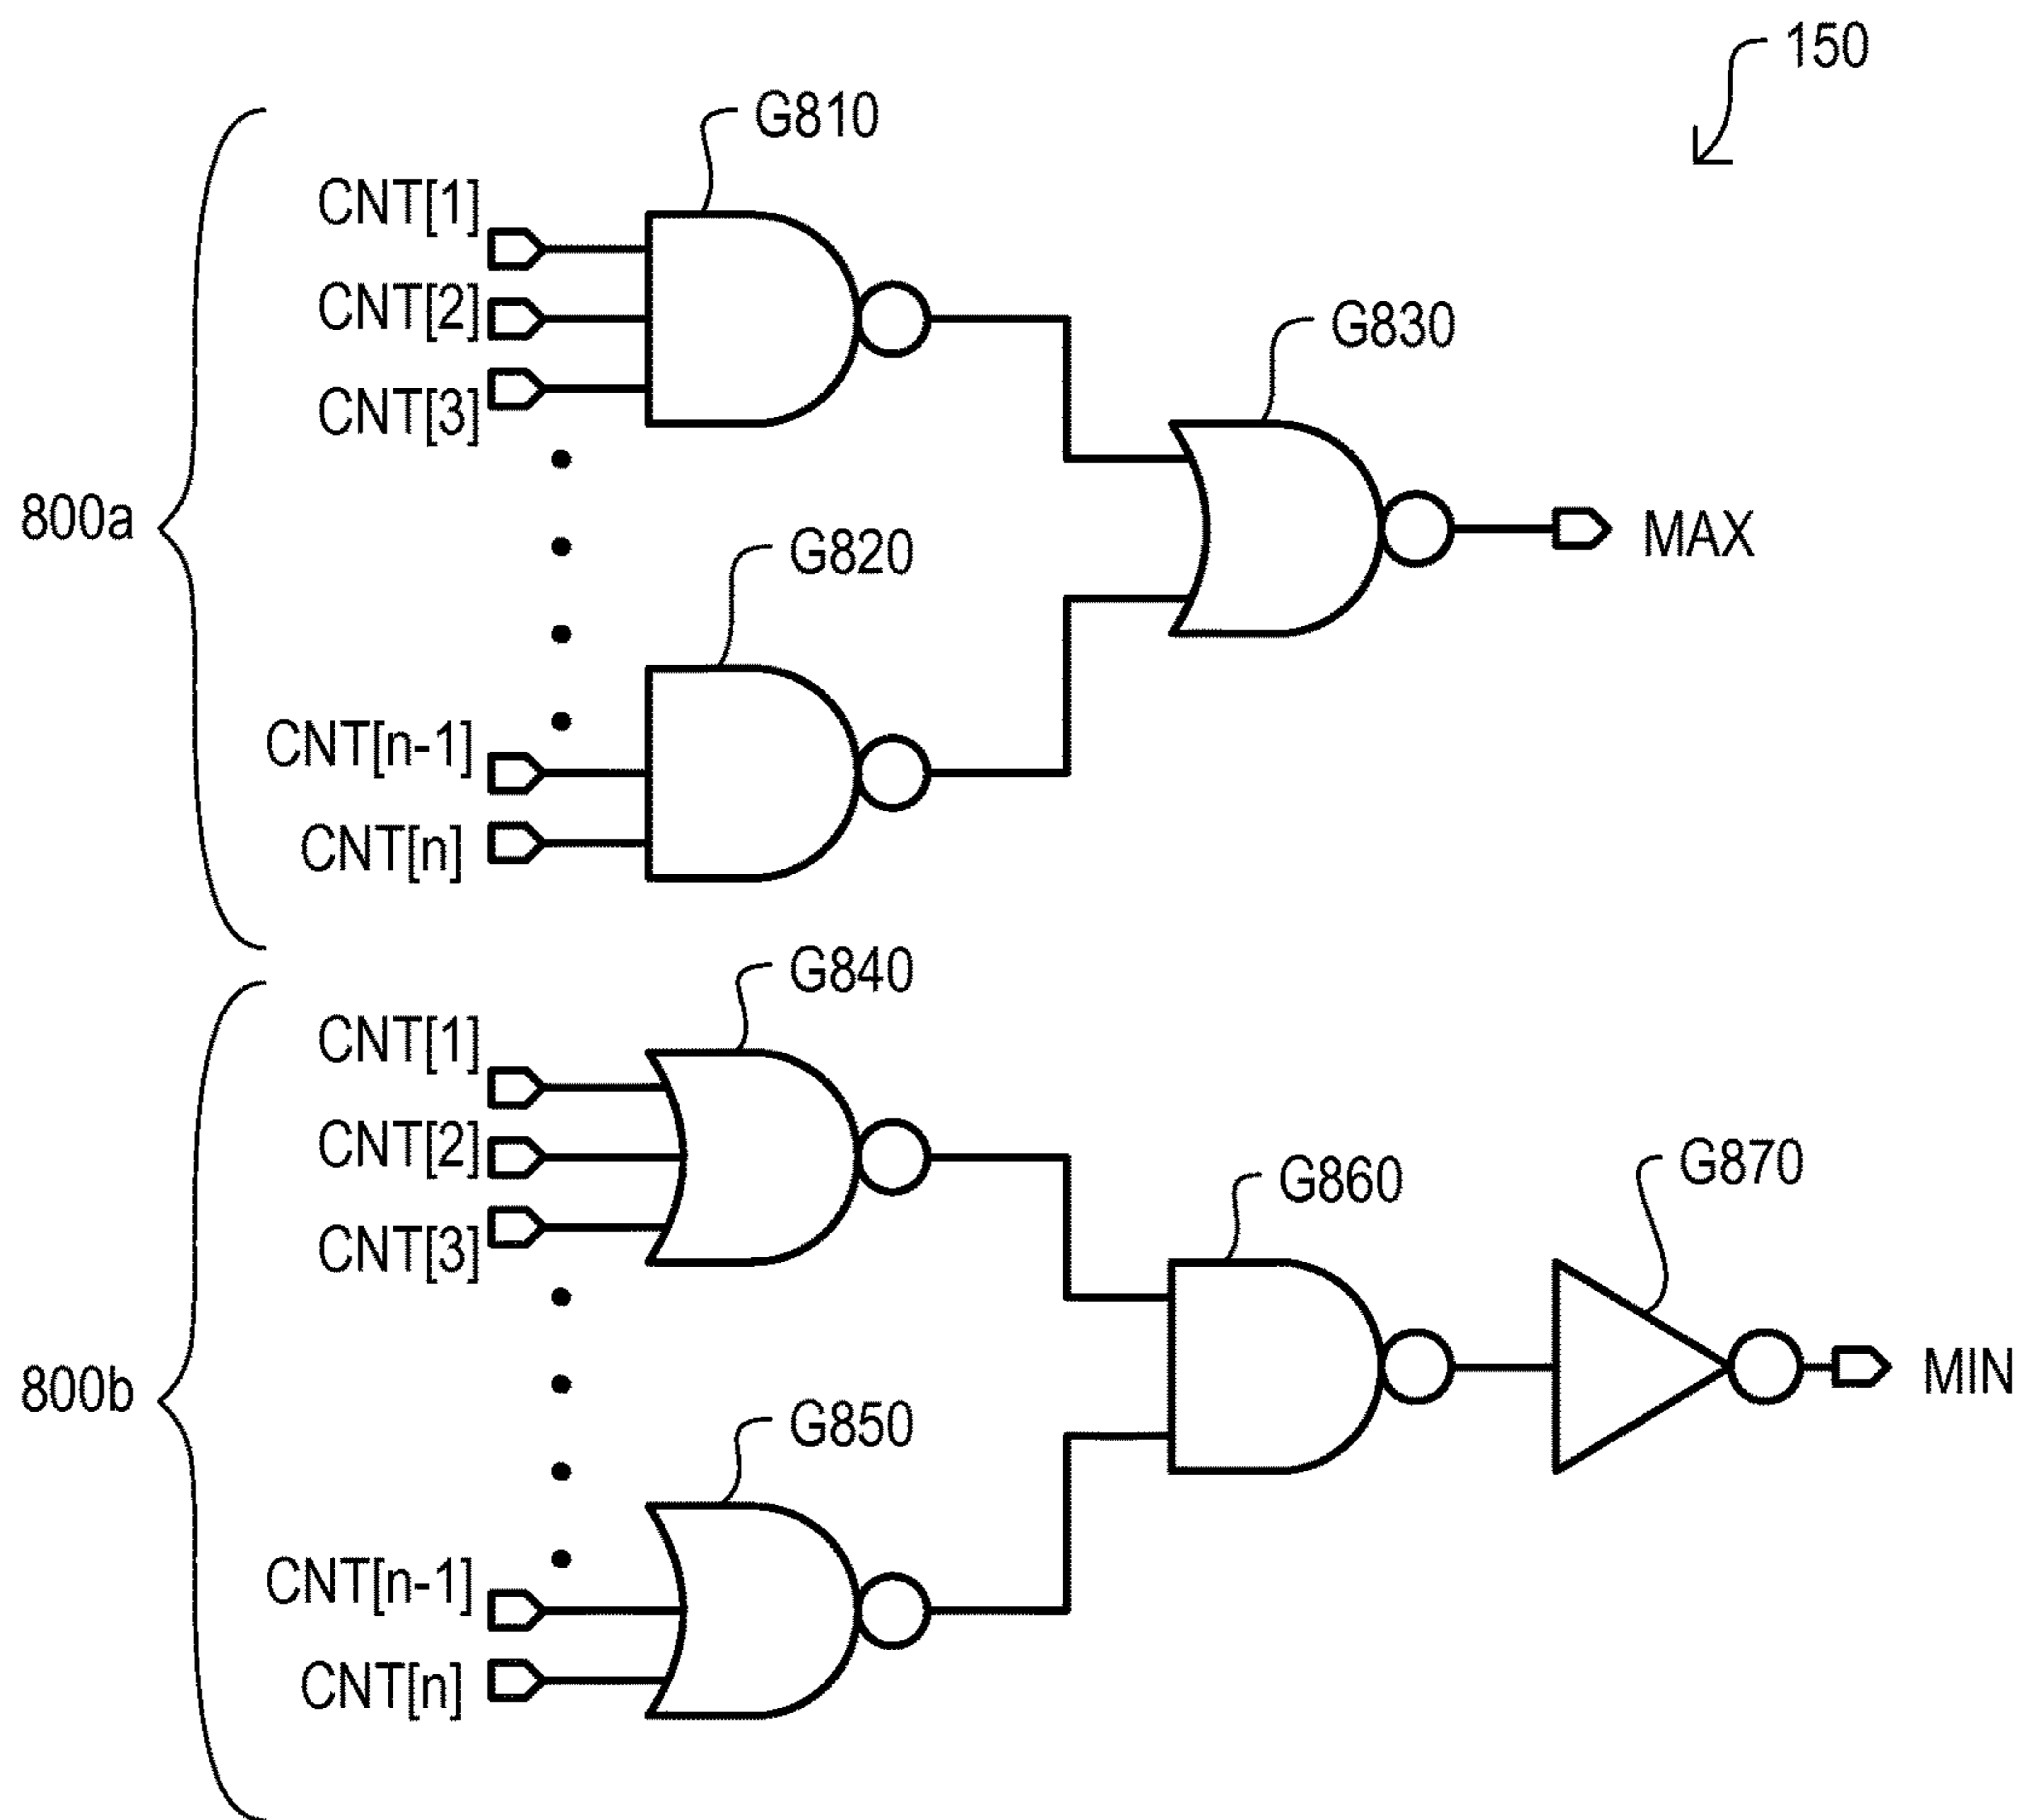 150
G810
CNT[1]
CNT[2]
CNT[3]
G830
800a
MAX
G820
CNT[n-1]
CNT[n]
G840
CNT[1]
CNT[2]
CNT[3]
G860
G870
800b
MIN
G850
CNT[n-1]
CNT[n]